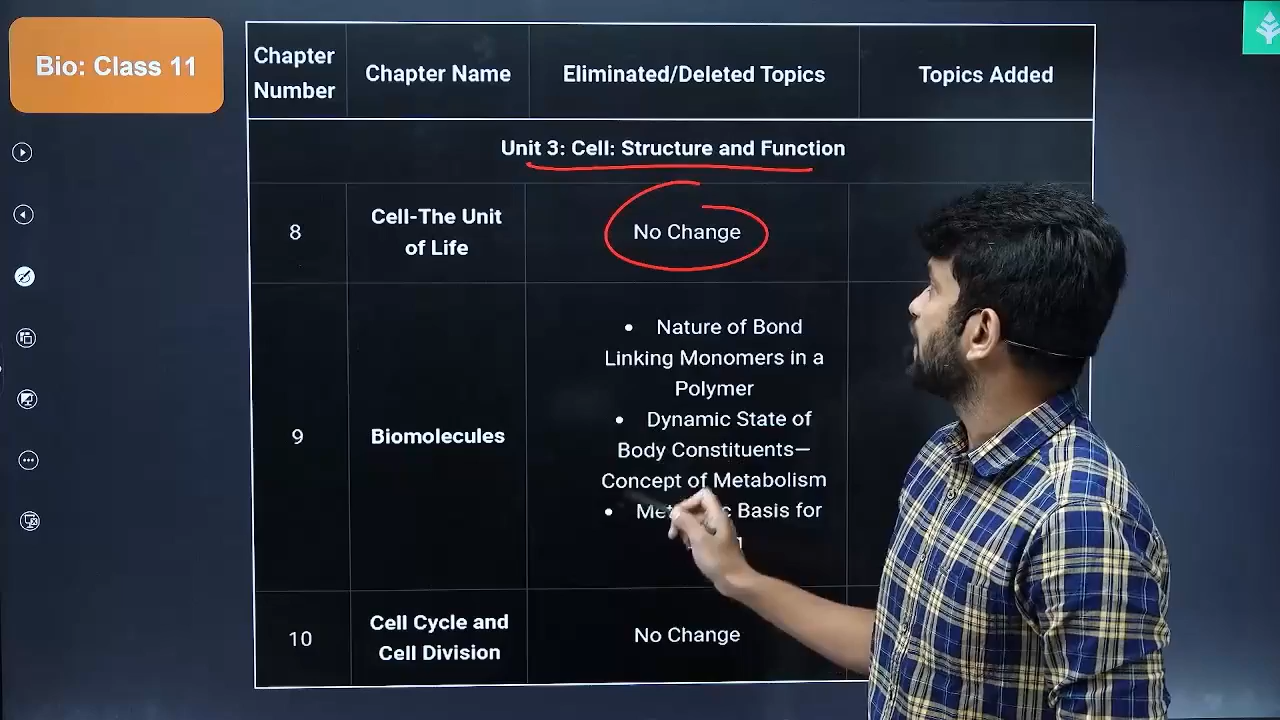 Bio: Class 11
Chapter Number
Chapter Name
Eliminated/Deleted Topics
Topics Added
Unit 3: Cell: Structure and Function
8
Cell-The Unit
of Life
No Change
9
Biomolecules
• Nature of Bond
Linking Monomers in a
Polymer
• Dynamic State of
Body Constituents—
Concept of Metabolism
• Basis for
10
Cell Cycle and
Cell Division
No Change